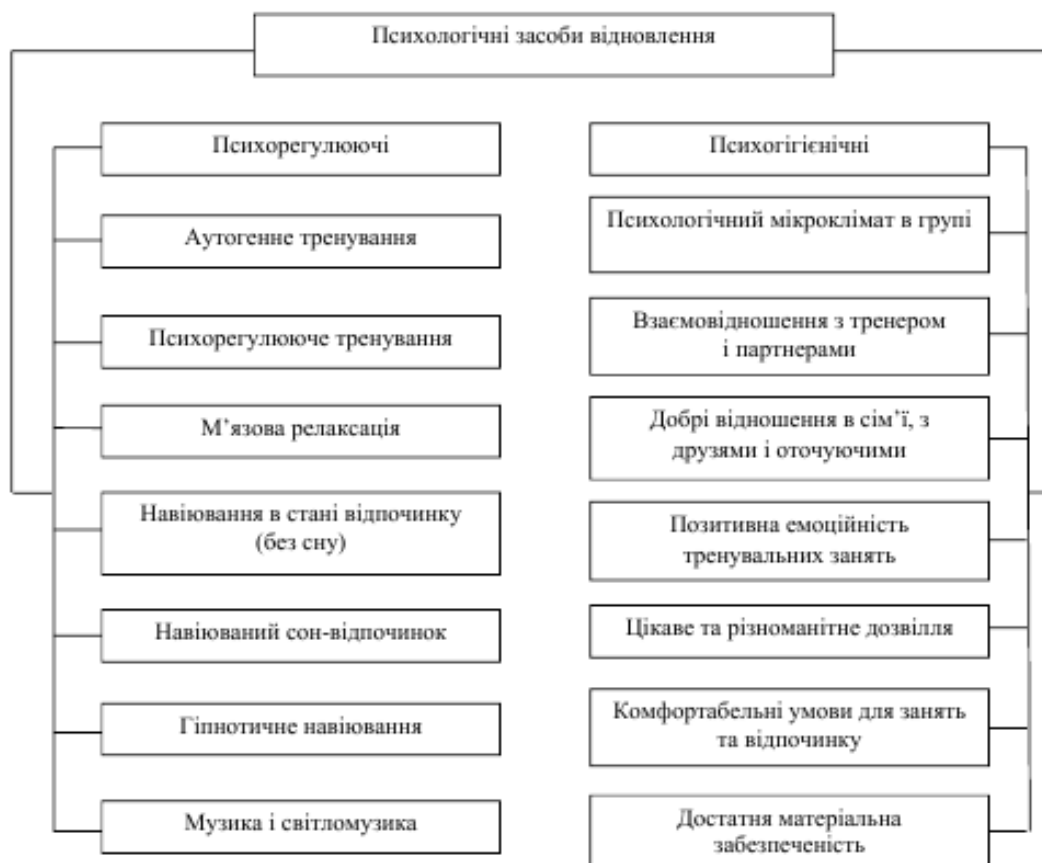 Психологічні засоби відновлення
Психорегулюючі
Аутогенне тренування
Психорегулююче тренування
М’язова релаксація
Навіювання в стані відпочинку
(без сну)
Навіюваний сон-відпочинок
Гіпнотичне навіювання
Музика і світломузика
Психогігієнічні
Психологічний мікроклімат в групі
Взаємовідношення з тренером
і партнерами
Добрі відношення в сім’ї, з
друзями і оточуючими
Позитивна емоційність
тренувальних занять
Цікаве та різноманітне дозвілля
Комфортабельні умови для занять
та відпочинку
Достатня матеріальна
забезпеченість